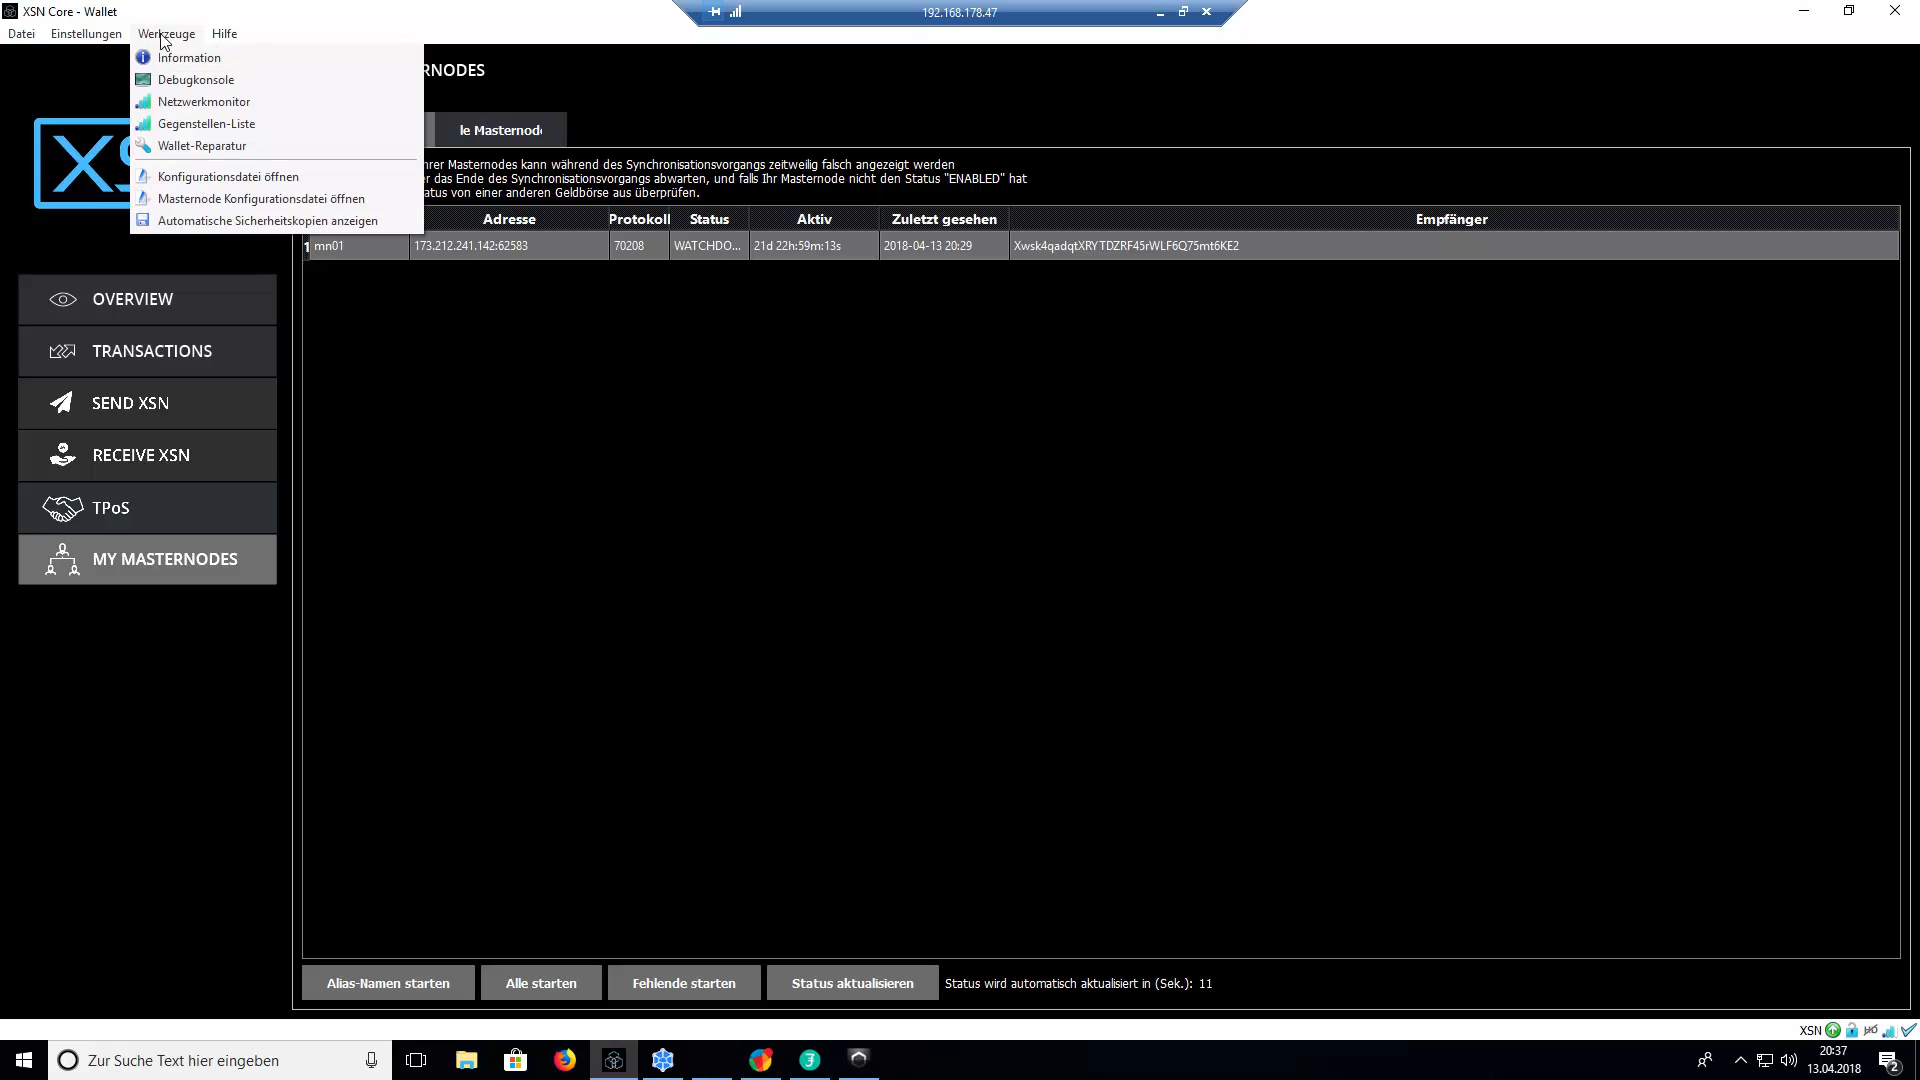 XSN Core - Wallet
192.168.178.47
Datei Einstellungen Werkzeuge Hilfe
Information
Debugkonsole
Netzwerkmonitor
Gegenstellen-Liste
Wallet-Reparatur
Konfigurationsdatei öffnen
Masternode Konfigurationsdatei öffnen
Automatische Sicherheitskopien anzeigen
RNODES
le Masternod
hrer Masternodes kann während des Synchronisationsvorgangs zeitweilig falsch angezeigt werden
r das Ende des Synchronisationsvorgangs abwarten, und falls Ihr Masternode nicht den Status "ENABLED" hat
atus von einer anderen Geldbörse aus überprüfen.
Adresse Protokoll Status Aktiv Zuletzt gesehen Empfänger
1 mn01 173.212.241.142:62583 70208 WATCHDO... 21d 22h:59m:13s 2018-04-13 20:29 Xwsk4qadqtXRYTDZRF45rWLF6Q75mt6KE2
XS
OVERVIEW
TRANSACTIONS
SEND XSN
RECEIVE XSN
TPoS
MY MASTERNODES
Alias-Namen starten Alle starten Fehlende starten Status aktualisieren Status wird automatisch aktualisiert in (Sek.): 11
XSN HD
Zur Suche Text hier eingeben
20:37
13.04.2018
2